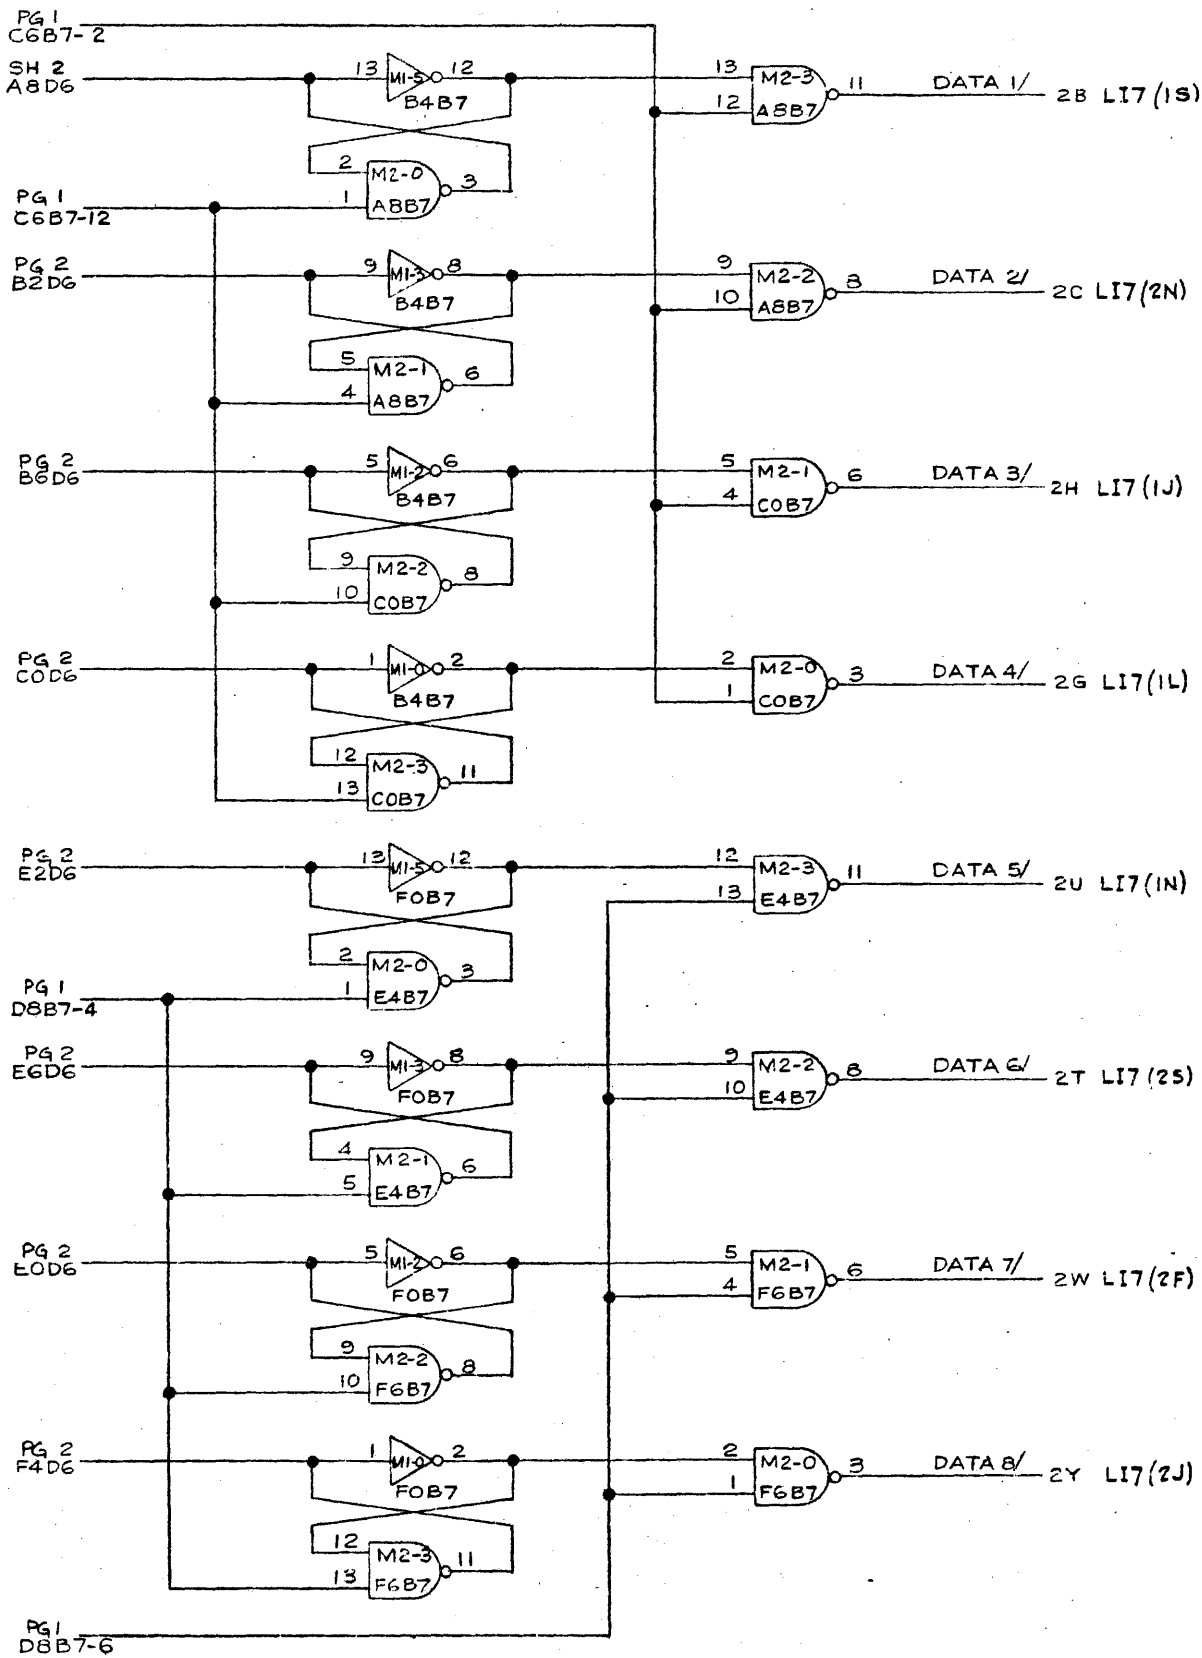 PG 1
C6B7-2
SH 2
A8D6
13 M1-5 12
B4B7
13 M2-3 11
12 A8B7
DATA 1/ 2B LI7(1S)
2 M2-0 3
1 A8B7
PG 1
C6B7-12
PG 2
B2D6
9 M1-3 8
B4B7
9 M2-2 8
10 A8B7
DATA 2/ 2C LI7(2N)
5 M2-1 6
4 A8B7
PG 2
B6D6
5 M1-2 6
B4B7
5 M2-1 6
4 C0B7
DATA 3/ 2H LI7(1J)
9 M2-2 8
10 C0B7
PG 2
C0D6
1 M1-0 2
B4B7
2 M2-0 3
1 C0B7
DATA 4/ 2G LI7(1L)
12 M2-3 11
13 C0B7
PG 2
E2D6
13 M1-5 12
F0B7
12 M2-3 11
13 E4B7
DATA 5/ 2U LI7(1N)
2 M2-0 3
1 E4B7
PG 1
D8B7-4
PG 2
E6D6
9 M1-3 8
F0B7
9 M2-2 8
10 E4B7
DATA 6/ 2T LI7(2S)
4 M2-1 6
5 E4B7
PG 2
E0D6
5 M1-2 6
F0B7
5 M2-1 6
4 F6B7
DATA 7/ 2W LI7(2F)
9 M2-2 8
10 F6B7
PG 2
F4D6
1 M1-0 2
F0B7
2 M2-0 3
1 F6B7
DATA 8/ 2Y LI7(2J)
12 M2-3 11
13 F6B7
PG 1
D8B7-6